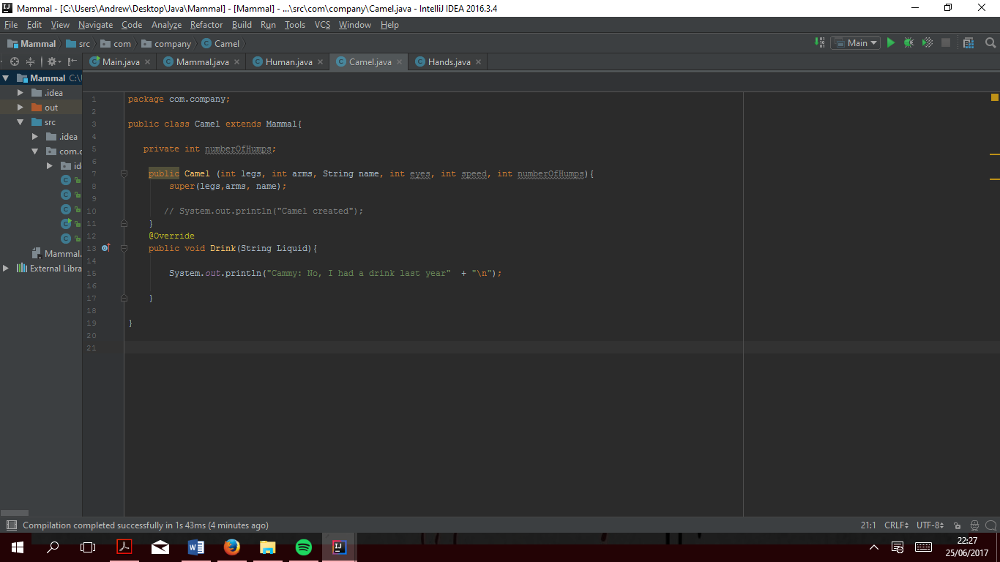 Mammal - [C:\Users\Andrew\Desktop\Java\Mammal] - [Mammal] - ...\src\com\company\Camel.java - IntelliJ IDEA 2016.3.4
File Edit View Navigate Code Analyze Refactor Build Run Tools VCS Window Help
Mammal src com company Camel Main
Main.java Mammal.java Human.java Camel.java Hands.java
Mammal C:\
.idea
out
src
.idea
com.c
id
Mammal.
External Libra
1 package com.company;
2
3 public class Camel extends Mammal{
4
5 private int numberOfHumps;
6
7 public Camel (int legs, int arms, String name, int eyes, int speed, int numberOfHumps){
8 super(legs,arms, name);
9
10 // System.out.println("Camel created");
11 }
12 @Override
13 public void Drink(String Liquid){
14
15 System.out.println("Cammy: No, I had a drink last year"  + "\n");
16
17 }
18
19 }
20
21
Compilation completed successfully in 1s 43ms (4 minutes ago) 21:1 CRLF UTF-8
22:27
25/06/2017